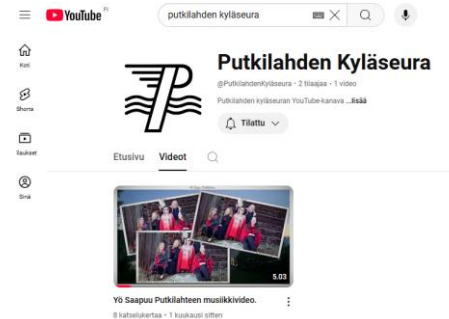 YouTube FI
putkilahden kyläseura
Koti
Shorts
Tilaukset
Sinä
Putkilahden Kyläseura
@PutkilahdenKyläseura • 2 tilaajaa • 1 video
Putkilahden kyläseuran YouTube-kanava ...lisää
Tilattu
Etusivu Videot
5.03
Yö Saapuu Putkilahteen musiikkivideo.
8 katselukertaa • 1 kuukausi sitten